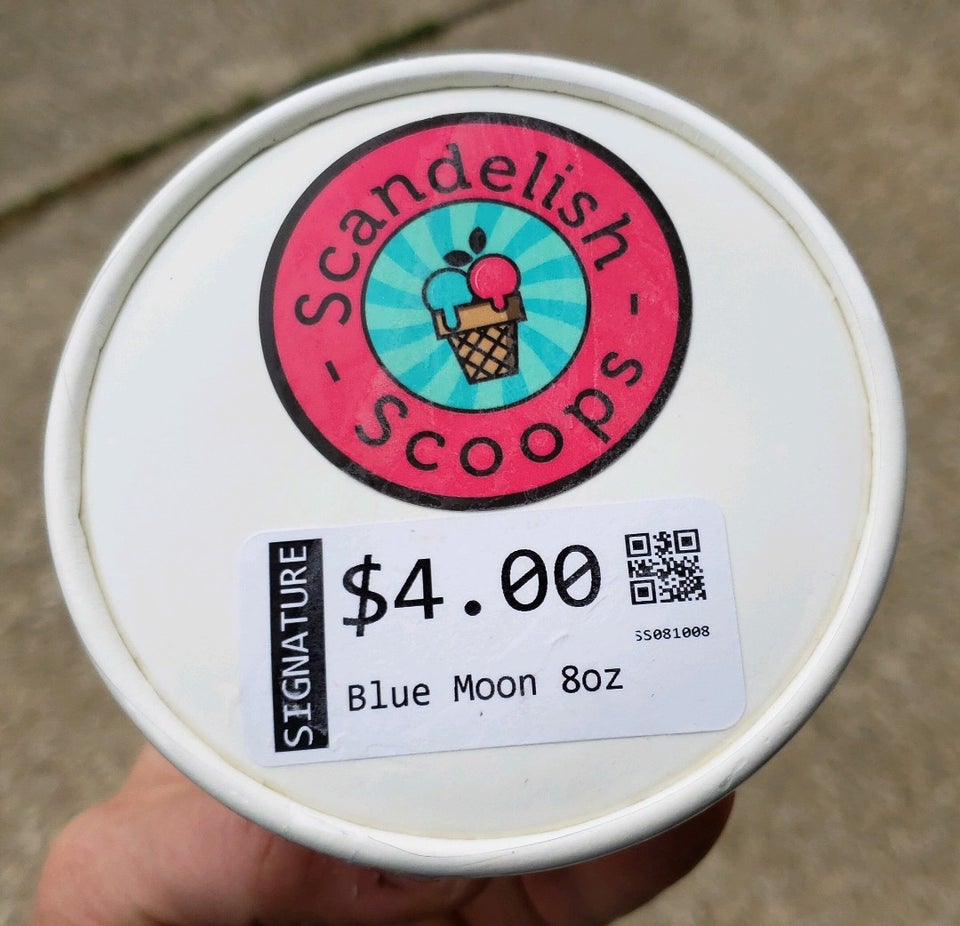 Scandelish
- Scoops -
SIGNATURE
$4.00
SS081008
Blue Moon 8oz